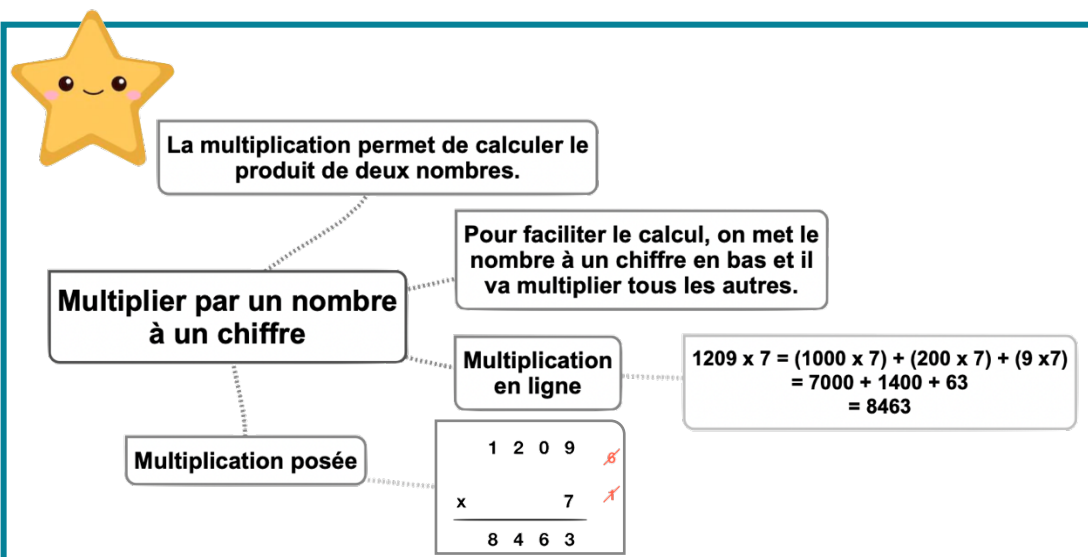 La multiplication permet de calculer le
produit de deux nombres.
Pour faciliter le calcul, on met le
nombre à un chiffre en bas et il
va multiplier tous les autres.
Multiplier par un nombre
à un chiffre
Multiplication
en ligne
1209 x 7 = (1000 x 7) + (200 x 7) + (9 x7)
= 7000 + 1400 + 63
= 8463
Multiplication posée
1 2 0 9 6
x 7 1
8 4 6 3